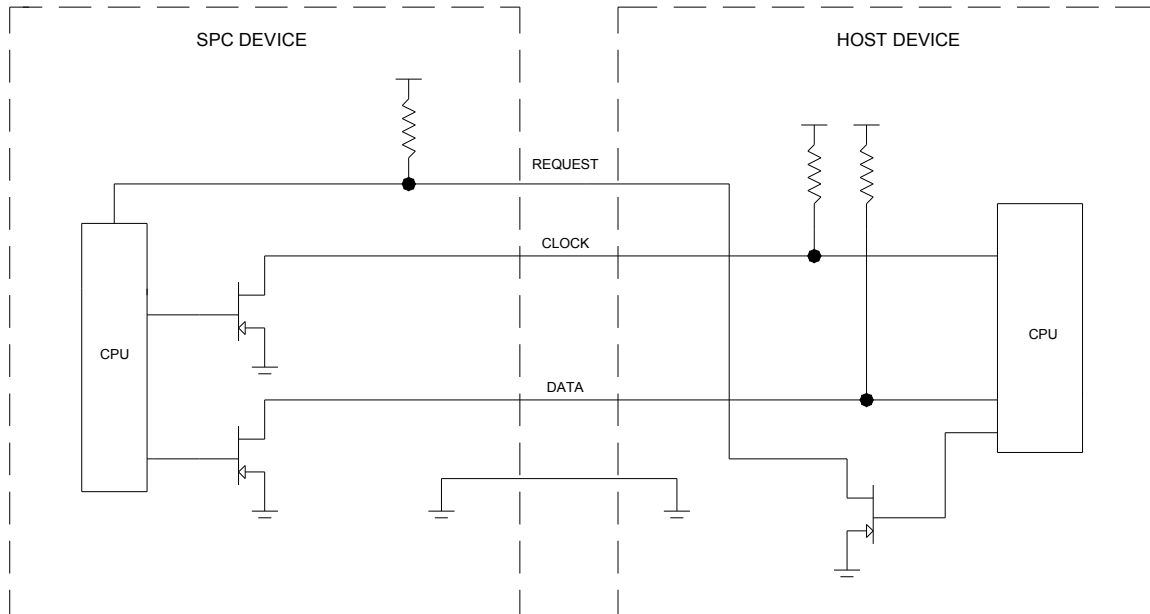 SPC DEVICE
HOST DEVICE
REQUEST
CLOCK
CPU
CPU
DATA